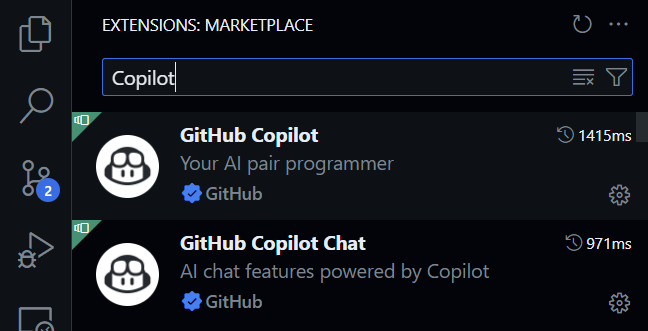 EXTENSIONS: MARKETPLACE
Copilot
GitHub Copilot
1415ms
Your AI pair programmer
GitHub
2
GitHub Copilot Chat
971ms
AI chat features powered by Copilot
GitHub